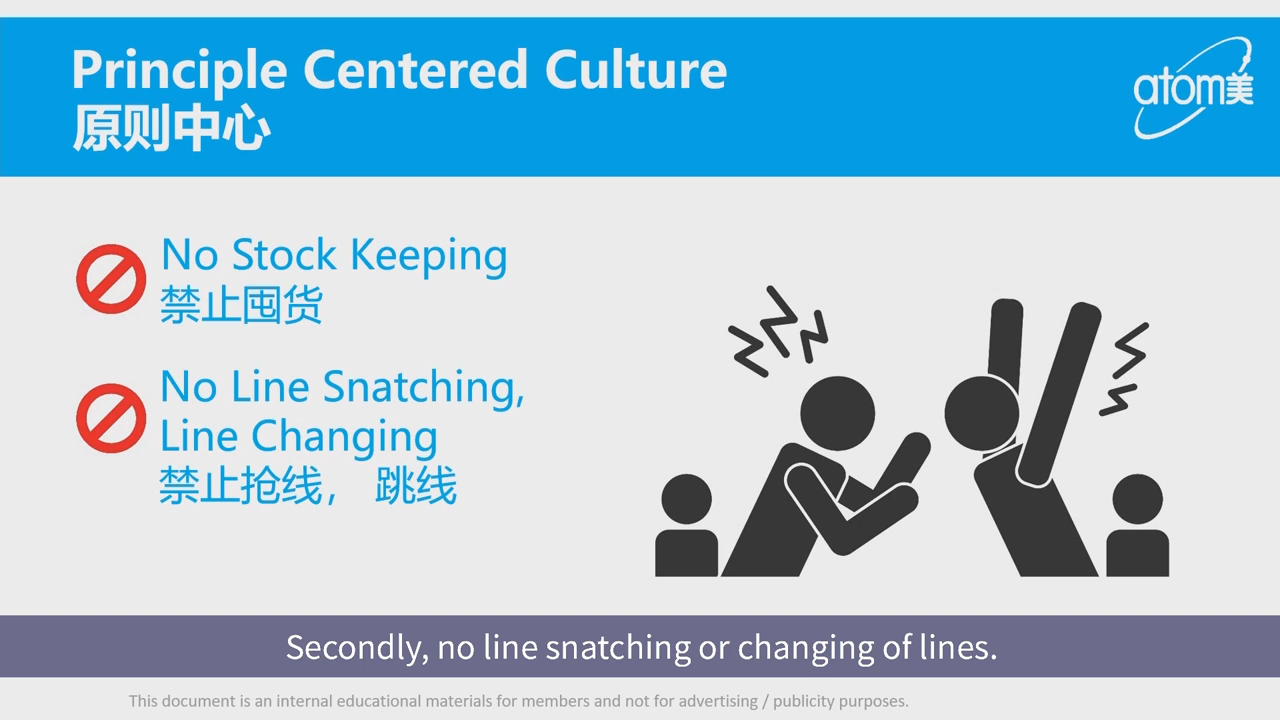 Principle Centered Culture
原则中心
atom美
No Stock Keeping
禁止囤货
No Line Snatching,
Line Changing
禁止抢线， 跳线
Secondly, no line snatching or changing of lines.
This document is an internal educational materials for members and not for advertising / publicity purposes.